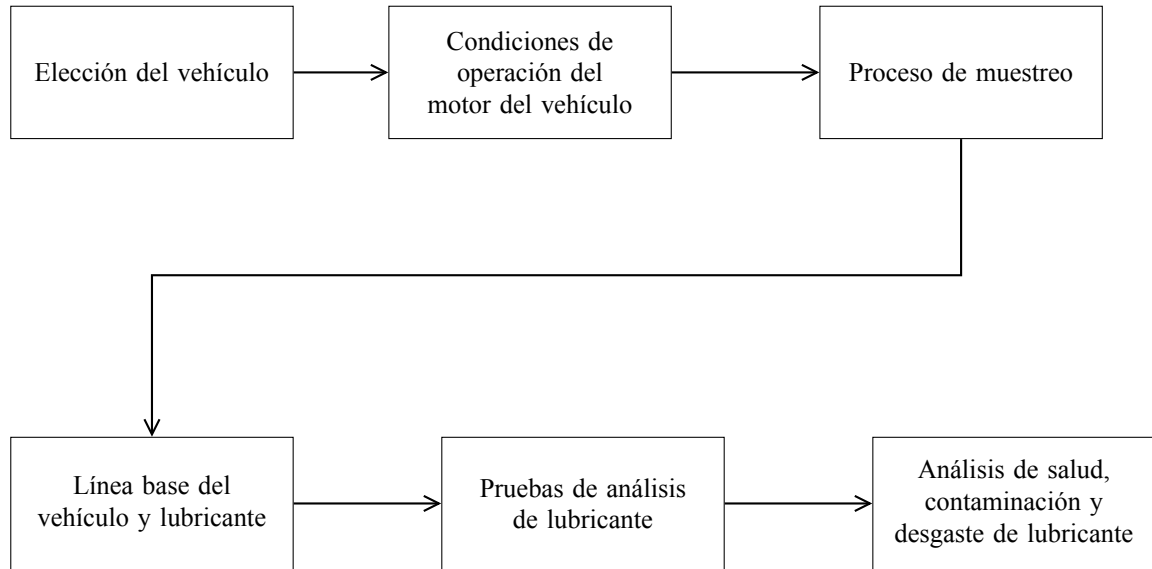 Elección del vehículo
Condiciones de
operación del
motor del vehículo
Proceso de muestreo
Línea base del
vehículo y lubricante
Pruebas de análisis
de lubricante
Análisis de salud,
contaminación y
desgaste de lubricante